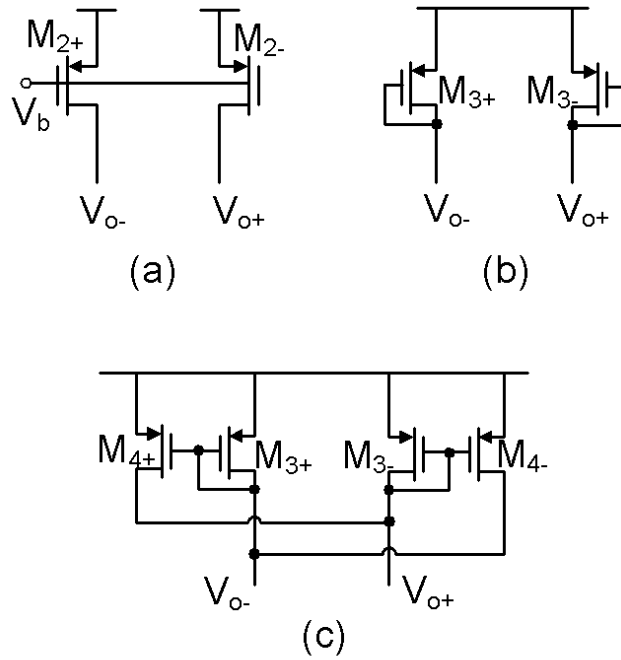 M2+ M2-
Vb
Vo- Vo+
(a)
M3+ M3-
Vo- Vo+
(b)
M4+ M3+ M3- M4-
Vo- Vo+
(c)